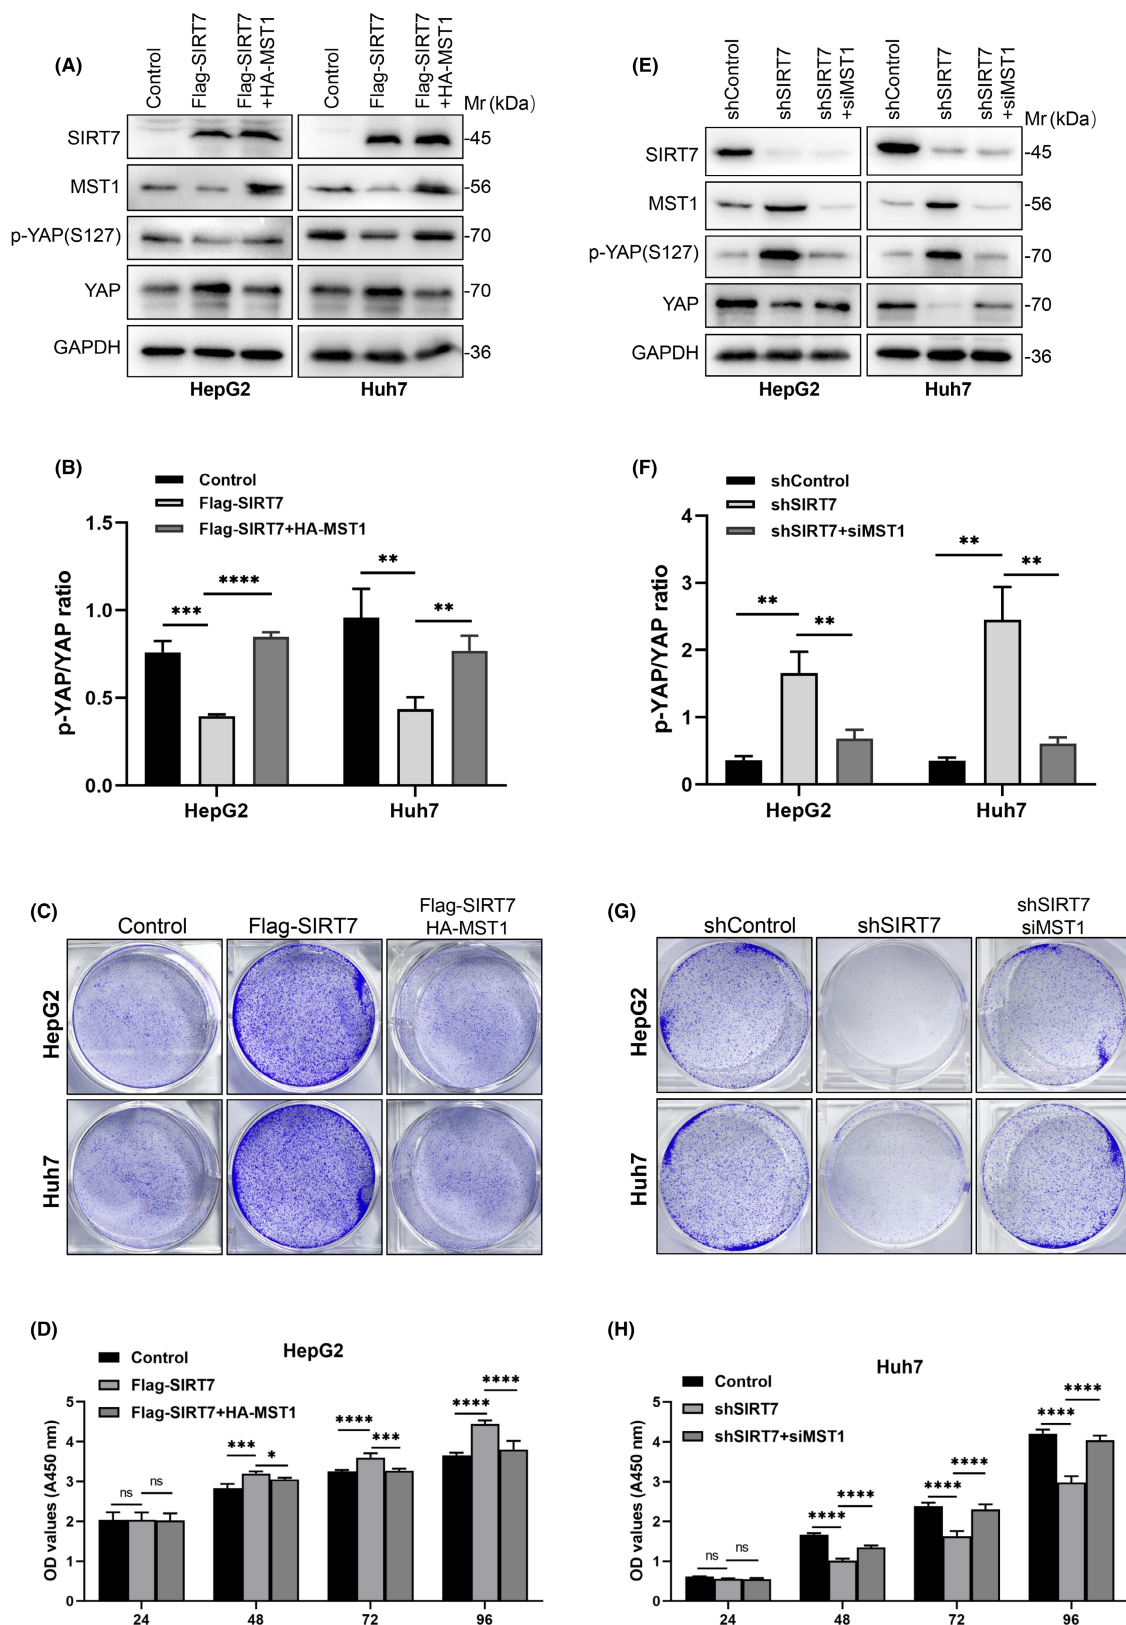 (A)
Control
Flag-SIRT7
Flag-SIRT7
+HA-MST1
Control
Flag-SIRT7
Flag-SIRT7
+HA-MST1
Mr (kDa)
SIRT7
-45
MST1
-56
p-YAP(S127)
-70
YAP
-70
GAPDH
-36
HepG2
Huh7
(E)
shControl
shSIRT7
shSIRT7
+siMST1
shControl
shSIRT7
shSIRT7
+siMST1
Mr (kDa)
SIRT7
-45
MST1
-56
p-YAP(S127)
-70
YAP
-70
GAPDH
-36
HepG2
Huh7
(B)
Control
Flag-SIRT7
Flag-SIRT7+HA-MST1
p-YAP/YAP ratio
1.5
1.0
0.5
0.0
***
****
**
**
HepG2
Huh7
(F)
shControl
shSIRT7
shSIRT7+siMST1
p-YAP/YAP ratio
4
3
2
1
0
**
**
**
**
HepG2
Huh7
(C)
Control
Flag-SIRT7
Flag-SIRT7
HA-MST1
HepG2
Huh7
(G)
shControl
shSIRT7
shSIRT7
siMST1
HepG2
Huh7
(D)
HepG2
Control
Flag-SIRT7
Flag-SIRT7+HA-MST1
OD values (A450 nm)
5
4
3
2
1
0
ns
ns
***
*
****
***
****
****
24
48
72
96
(H)
Huh7
Control
shSIRT7
shSIRT7+siMST1
OD values (A450 nm)
5
4
3
2
1
0
ns
ns
****
****
****
****
****
****
24
48
72
96